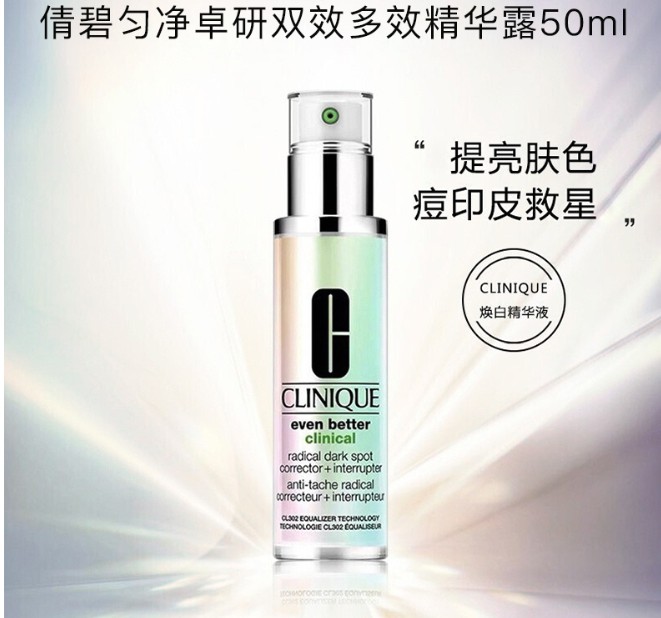 倩碧匀净卓研双效多效精华露50ml
“ 提亮肤色
痘印皮救星 ”
CLINIQUE
焕白精华液
C
CLINIQUE
even better
clinical
radical dark spot
corrector+interrupter
anti-tache radical
correcteur+interrupteur
CL302 EQUALIZER TECHNOLOGY
TECHNOLOGIE CL302 ÉQUALISEUR